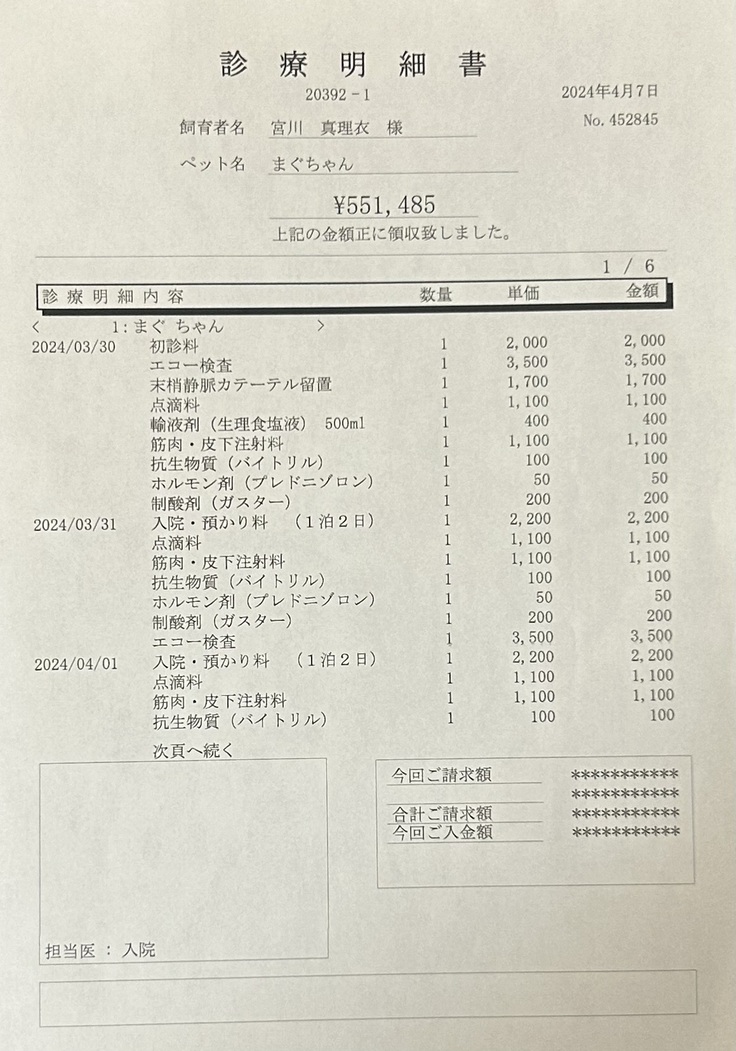 診療明細書
20392-1
2024年4月7日
飼育者名 宮川 真理衣 様
No. 452845
ペット名 まぐちゃん
¥551,485
上記の金額正に領収致しました。
1 / 6
診療明細内容 数量 単価 金額
< 1:まぐ ちゃん >
2024/03/30 初診料 1 2,000 2,000
エコー検査 1 3,500 3,500
末梢静脈カテーテル留置 1 1,700 1,700
点滴料 1 1,100 1,100
輸液剤（生理食塩液） 500ml 1 400 400
筋肉・皮下注射料 1 1,100 1,100
抗生物質（バイトリル） 1 100 100
ホルモン剤（プレドニゾロン） 1 50 50
制酸剤（ガスター） 1 200 200
2024/03/31 入院・預かり料 （１泊２日） 1 2,200 2,200
点滴料 1 1,100 1,100
筋肉・皮下注射料 1 1,100 1,100
抗生物質（バイトリル） 1 100 100
ホルモン剤（プレドニゾロン） 1 50 50
制酸剤（ガスター） 1 200 200
エコー検査 1 3,500 3,500
2024/04/01 入院・預かり料 （１泊２日） 1 2,200 2,200
点滴料 1 1,100 1,100
筋肉・皮下注射料 1 1,100 1,100
抗生物質（バイトリル） 1 100 100
次頁へ続く
今回ご請求額 ***********
***********
合計ご請求額 ***********
今回ご入金額 ***********
担当医 : 入院